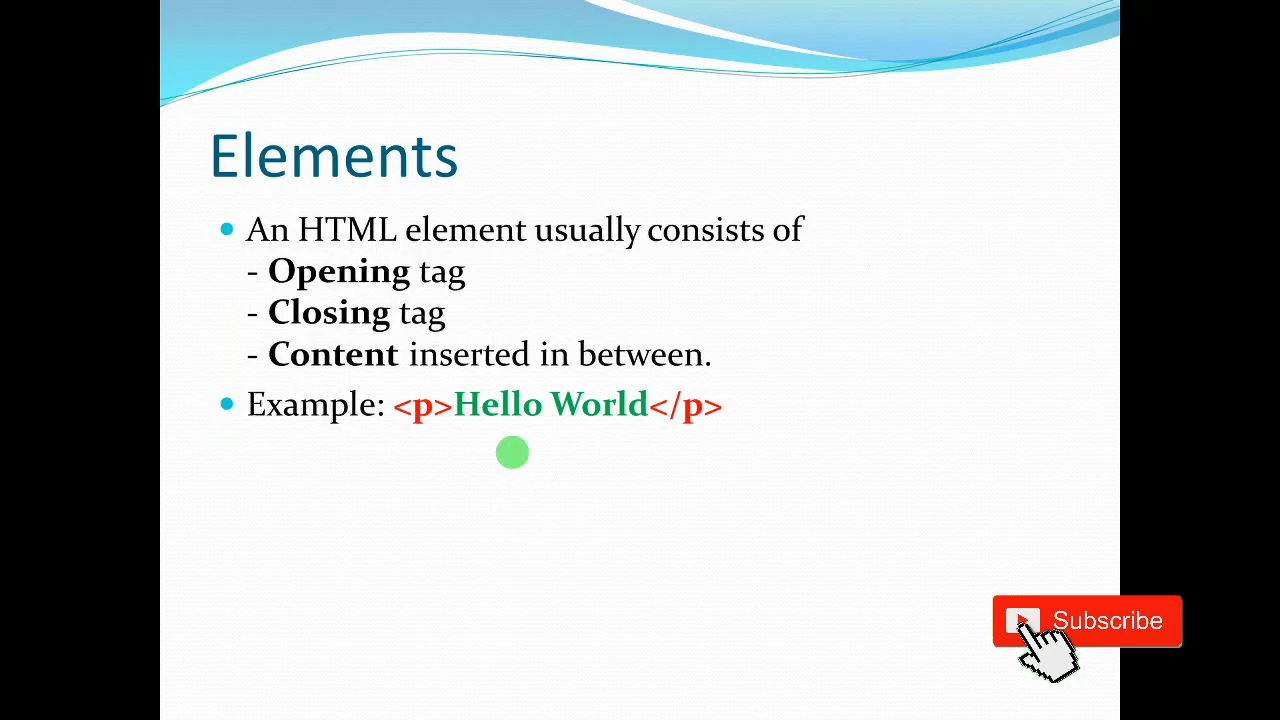 Elements
An HTML element usually consists of
- Opening tag
- Closing tag
- Content inserted in between.
Example: <p>Hello World</p>
Subscribe